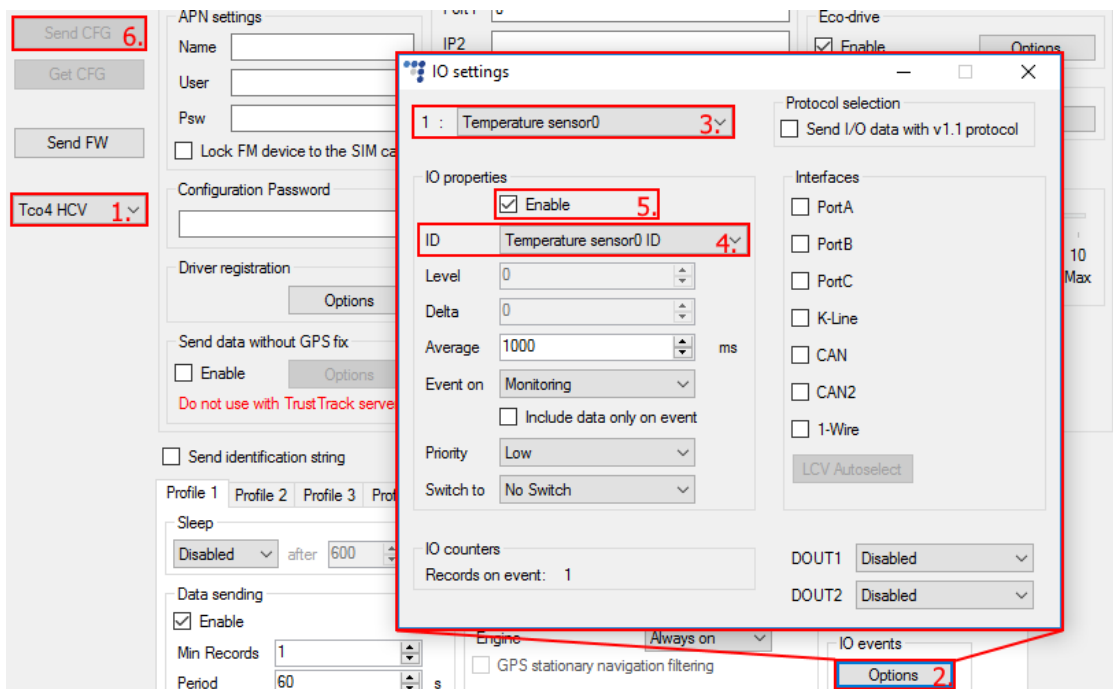 Send CFG 6.
Get CFG
Send FW
Tco4 HCV 1.
APN settings
Name
User
Psw
Lock FM device to the SIM ca
Configuration Password
Driver registration
Options
Send data without GPS fix
Enable
Options
Do not use with TrustTrack serve
Send identification string
Profile 1 Profile 2 Profile 3 Prof
Sleep
Disabled after 600
Data sending
Enable
Min Records 1
Period 60 s
IP2
Eco-drive
Enable Options
10
Max
IO settings
1 : Temperature sensor0 3.
Protocol selection
Send I/O data with v1.1 protocol
IO properties
Enable 5.
ID Temperature sensor0 ID 4.
Level 0
Delta 0
Average 1000 ms
Event on Monitoring
Include data only on event
Priority Low
Switch to No Switch
Interfaces
PortA
PortB
PortC
K-Line
CAN
CAN2
1-Wire
LCV Autoselect
IO counters
Records on event: 1
DOUT1 Disabled
DOUT2 Disabled
Engine Always on
GPS stationary navigation filtering
IO events
Options 2.